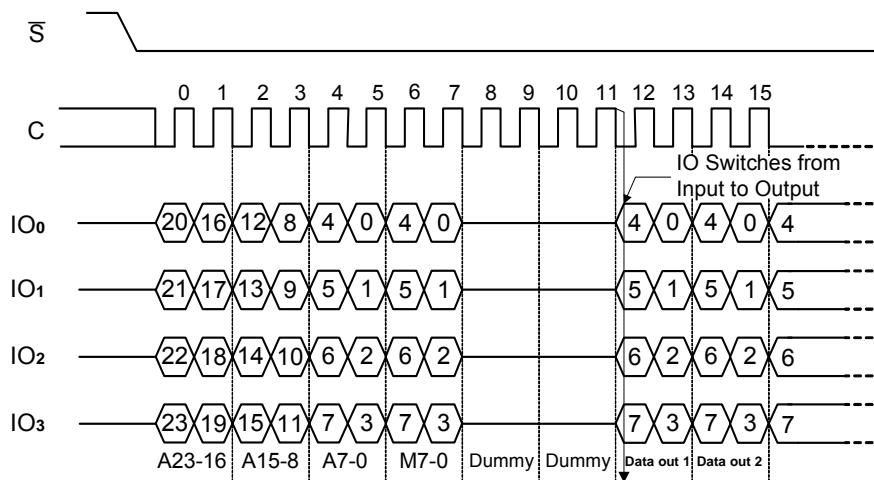 S
0 1 2 3 4 5 6 7 8 9 10 11 12 13 14 15
C
IO Switches from
Input to Output
IO0 20 16 12 8 4 0 4 0 4 0 4 0 4
IO1 21 17 13 9 5 1 5 1 5 1 5 1 5
IO2 22 18 14 10 6 2 6 2 6 2 6 2 6
IO3 23 19 15 11 7 3 7 3 7 3 7 3 7
A23-16 A15-8 A7-0 M7-0 Dummy Dummy Data out 1 Data out 2